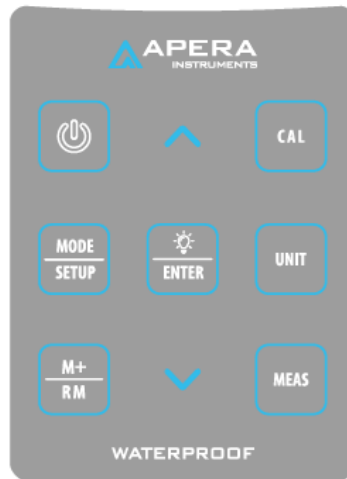 APERA
INSTRUMENTS
CAL
MODE
SETUP
ENTER
UNIT
M+
RM
MEAS
WATERPROOF